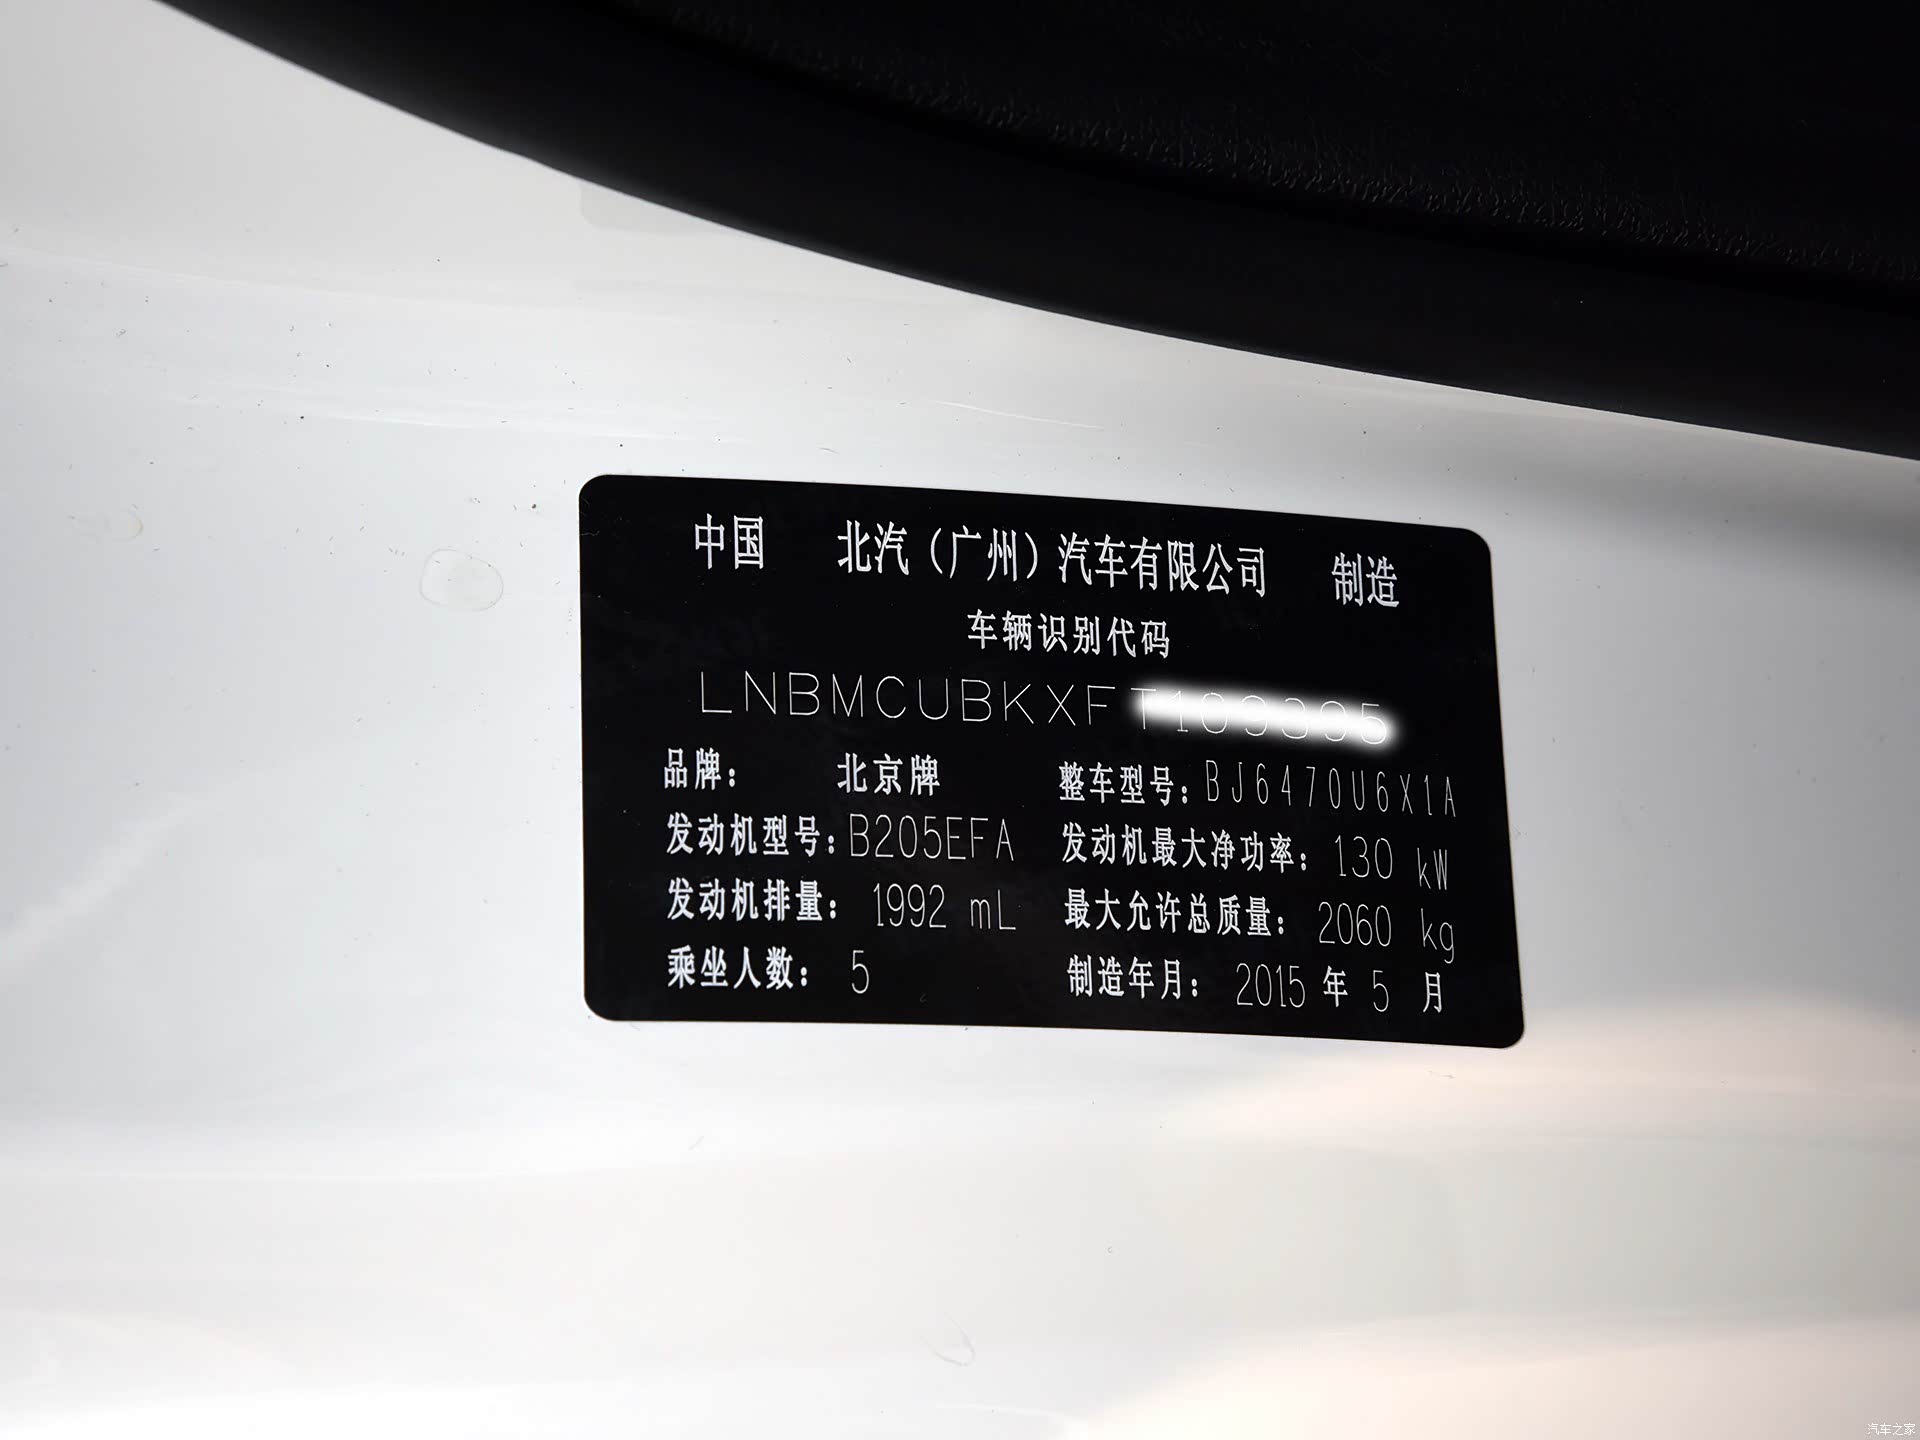 中国 北汽（广州）汽车有限公司 制造
车辆识别代码
LNBMCUBKXF
品牌： 北京牌 整车型号：BJ6470U6X1A
发动机型号：B205EFA 发动机最大净功率：130 kW
发动机排量：1992 mL 最大允许总质量：2060 kg
乘坐人数：5 制造年月：2015 年 5 月
汽车之家